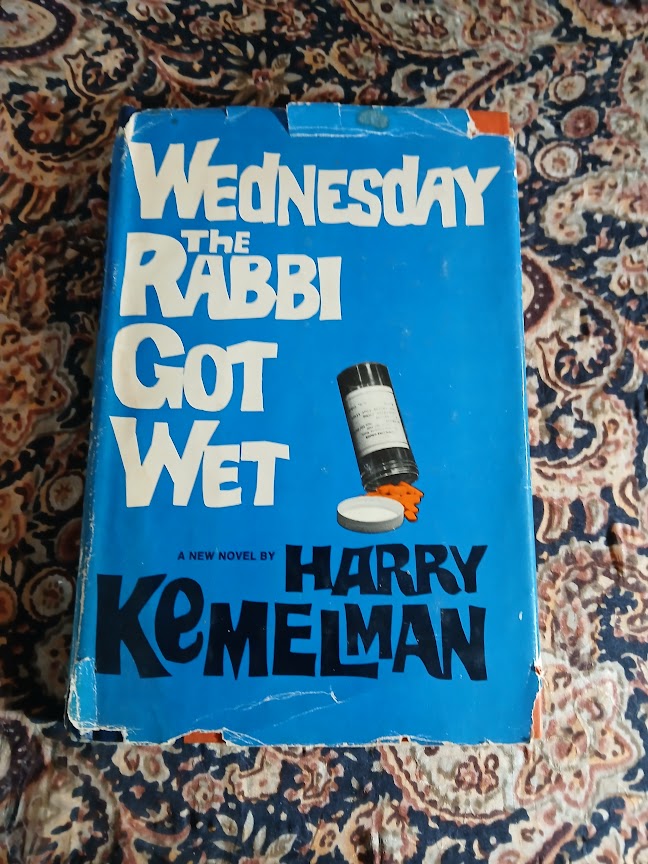 WEDNESDAY
THE
RABBI
GOT
WET
A NEW NOVEL BY HARRY
KEMELMAN